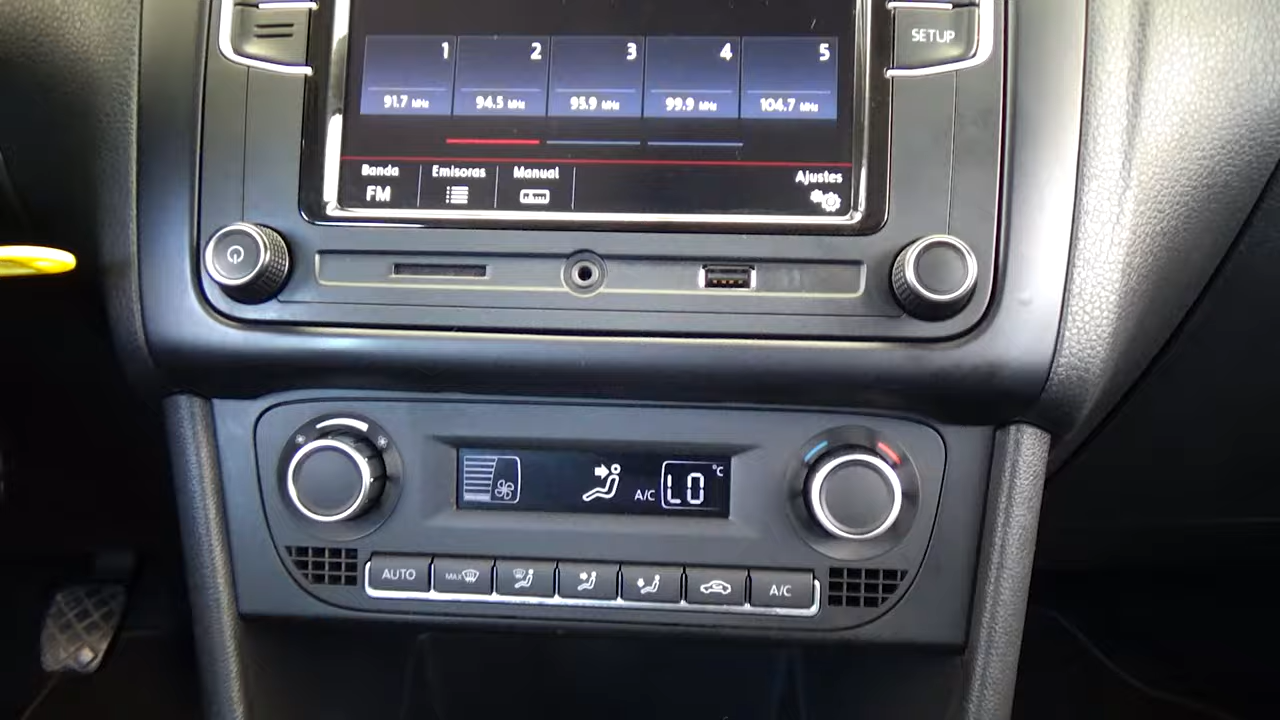 SETUP
1 2 3 4 5
91.7 MHz 94.5 MHz 95.9 MHz 99.9 MHz 104.7 MHz
Banda Emisoras Manual Ajustes
FM
A/C LO °C
AUTO MAX A/C